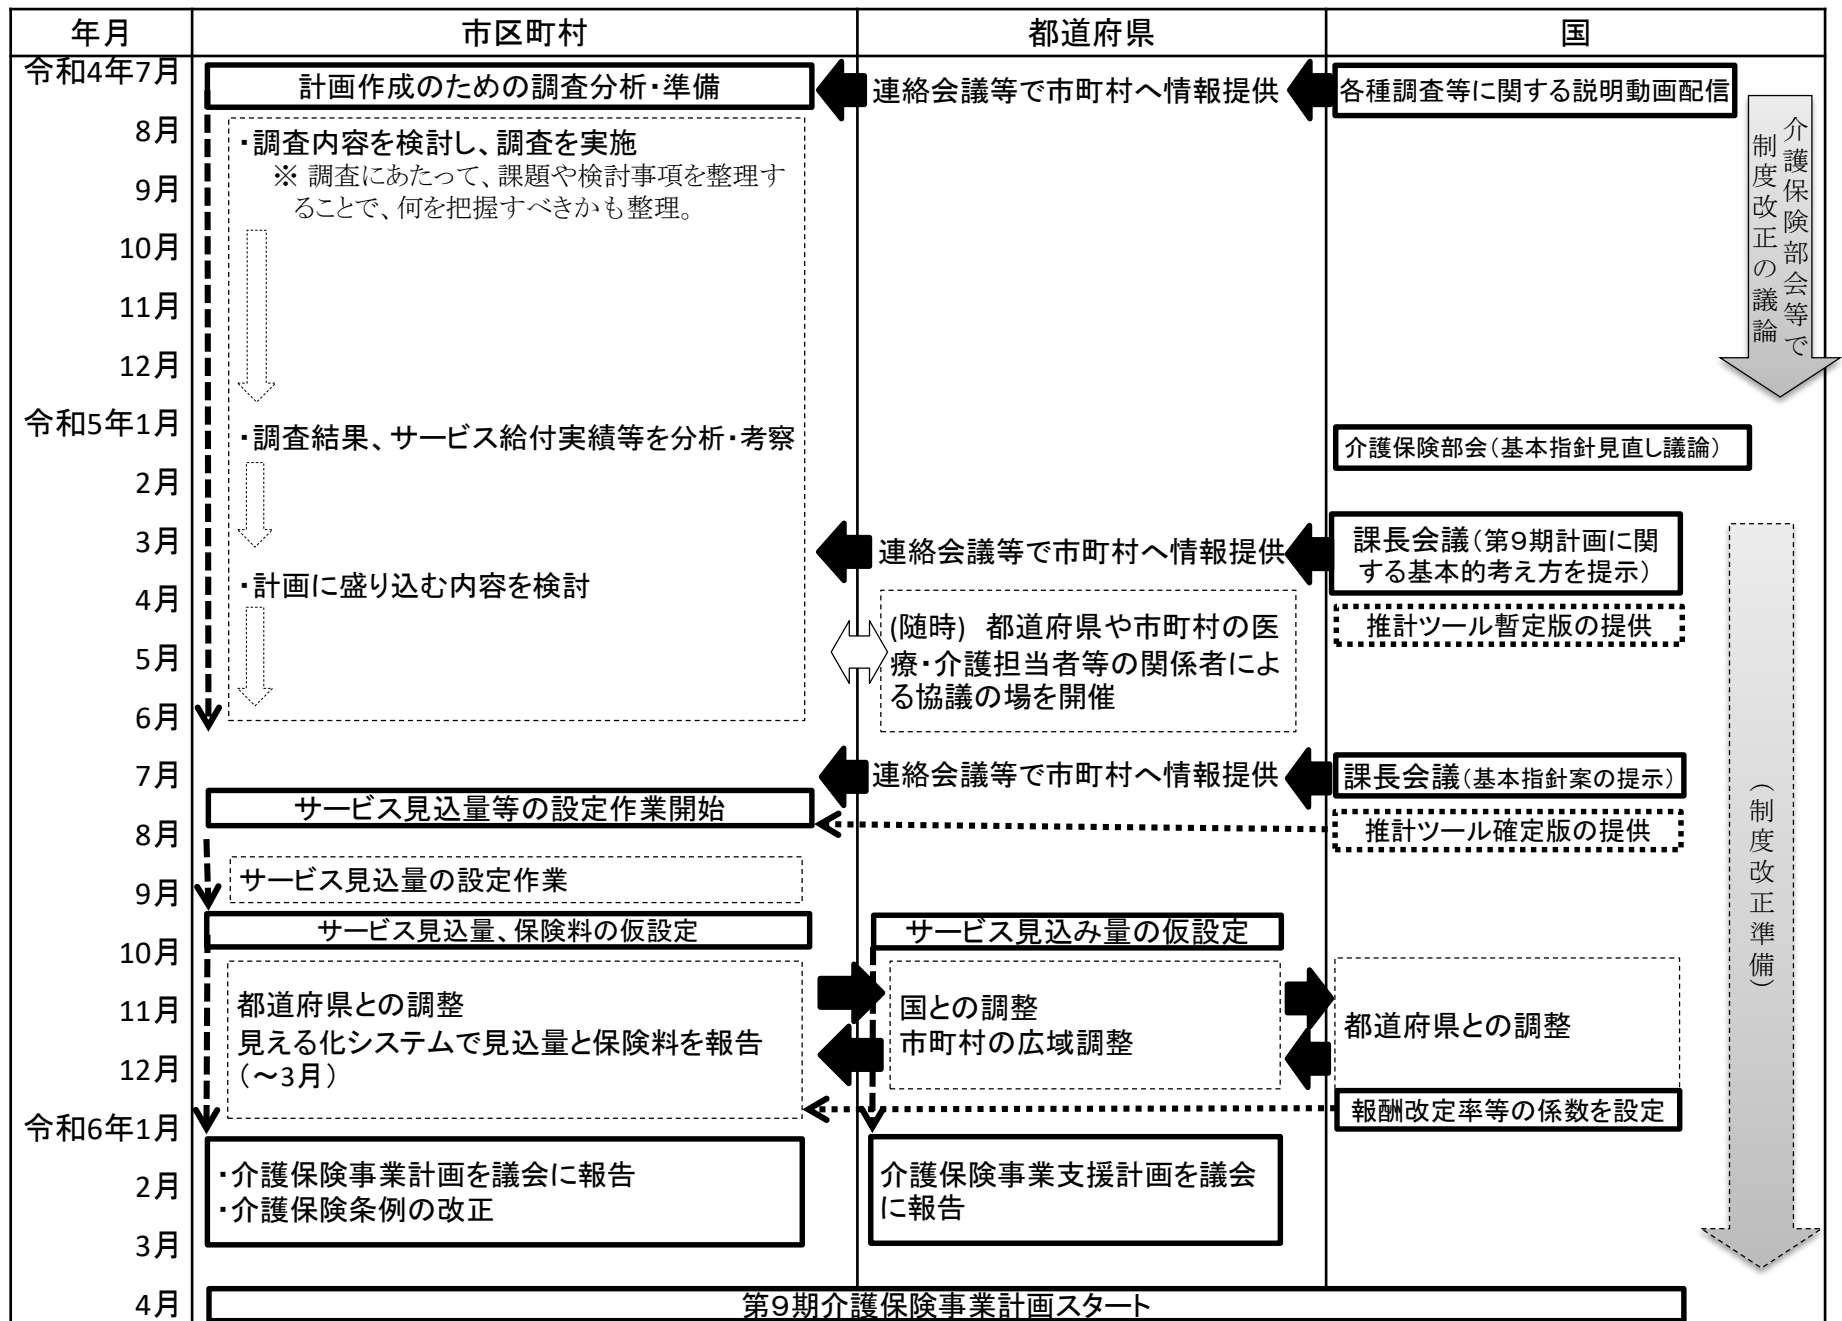 年月
市区町村
都道府県
国
令和4年7月
計画作成のための調査分析・準備
連絡会議等で市町村へ情報提供
各種調査等に関する説明動画配信
介護保険部会等で
制度改正の議論
8月
・調査内容を検討し、調査を実施
※ 調査にあたって、課題や検討事項を整理す
ることで、何を把握すべきかも整理。
9月
10月
11月
12月
令和5年1月
・調査結果、サービス給付実績等を分析・考察
介護保険部会(基本指針見直し議論)
2月
3月
連絡会議等で市町村へ情報提供
課長会議(第9期計画に関
する基本的考え方を提示)
・計画に盛り込む内容を検討
4月
(随時) 都道府県や市町村の医
療・介護担当者等の関係者によ
る協議の場を開催
推計ツール暫定版の提供
5月
6月
7月
連絡会議等で市町村へ情報提供
課長会議(基本指針案の提示)
サービス見込量等の設定作業開始
8月
推計ツール確定版の提供
(制度改正準備)
サービス見込量の設定作業
9月
サービス見込量、保険料の仮設定
サービス見込み量の仮設定
10月
11月
都道府県との調整
見える化システムで見込量と保険料を報告
(~3月)
国との調整
市町村の広域調整
都道府県との調整
12月
報酬改定率等の係数を設定
令和6年1月
・介護保険事業計画を議会に報告
・介護保険条例の改正
介護保険事業支援計画を議会
に報告
2月
3月
4月
第9期介護保険事業計画スタート